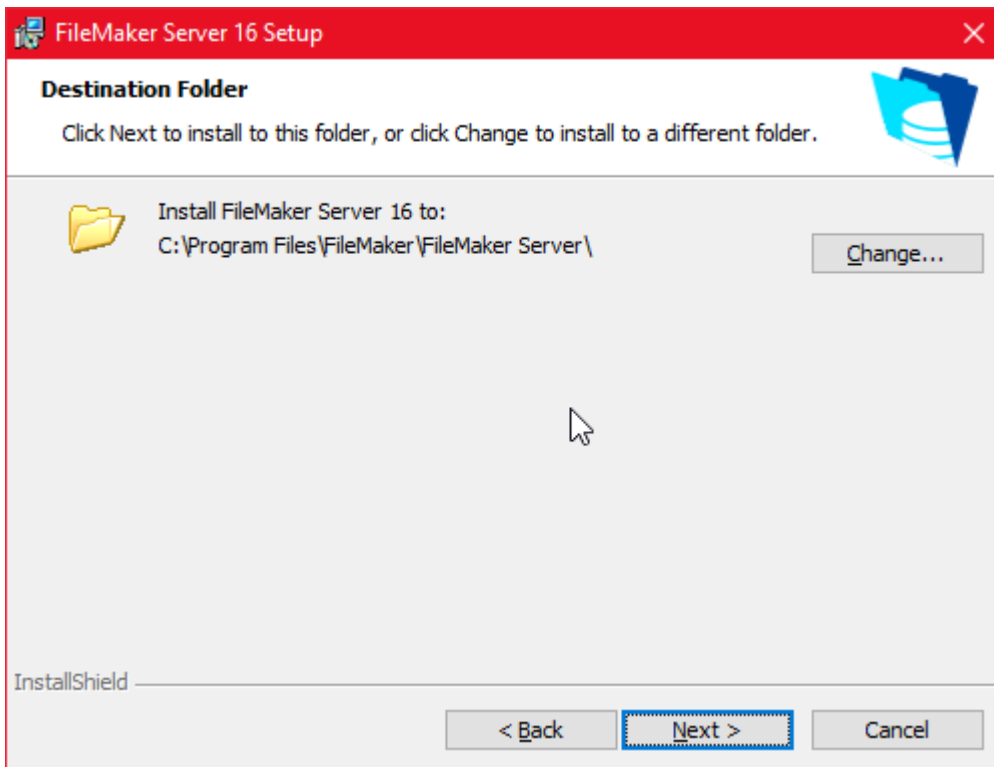 FileMaker Server 16 Setup
Destination Folder
Click Next to install to this folder, or click Change to install to a different folder.
Install FileMaker Server 16 to:
C:\Program Files\FileMaker\FileMaker Server\
Change...
InstallShield
< Back
Next >
Cancel